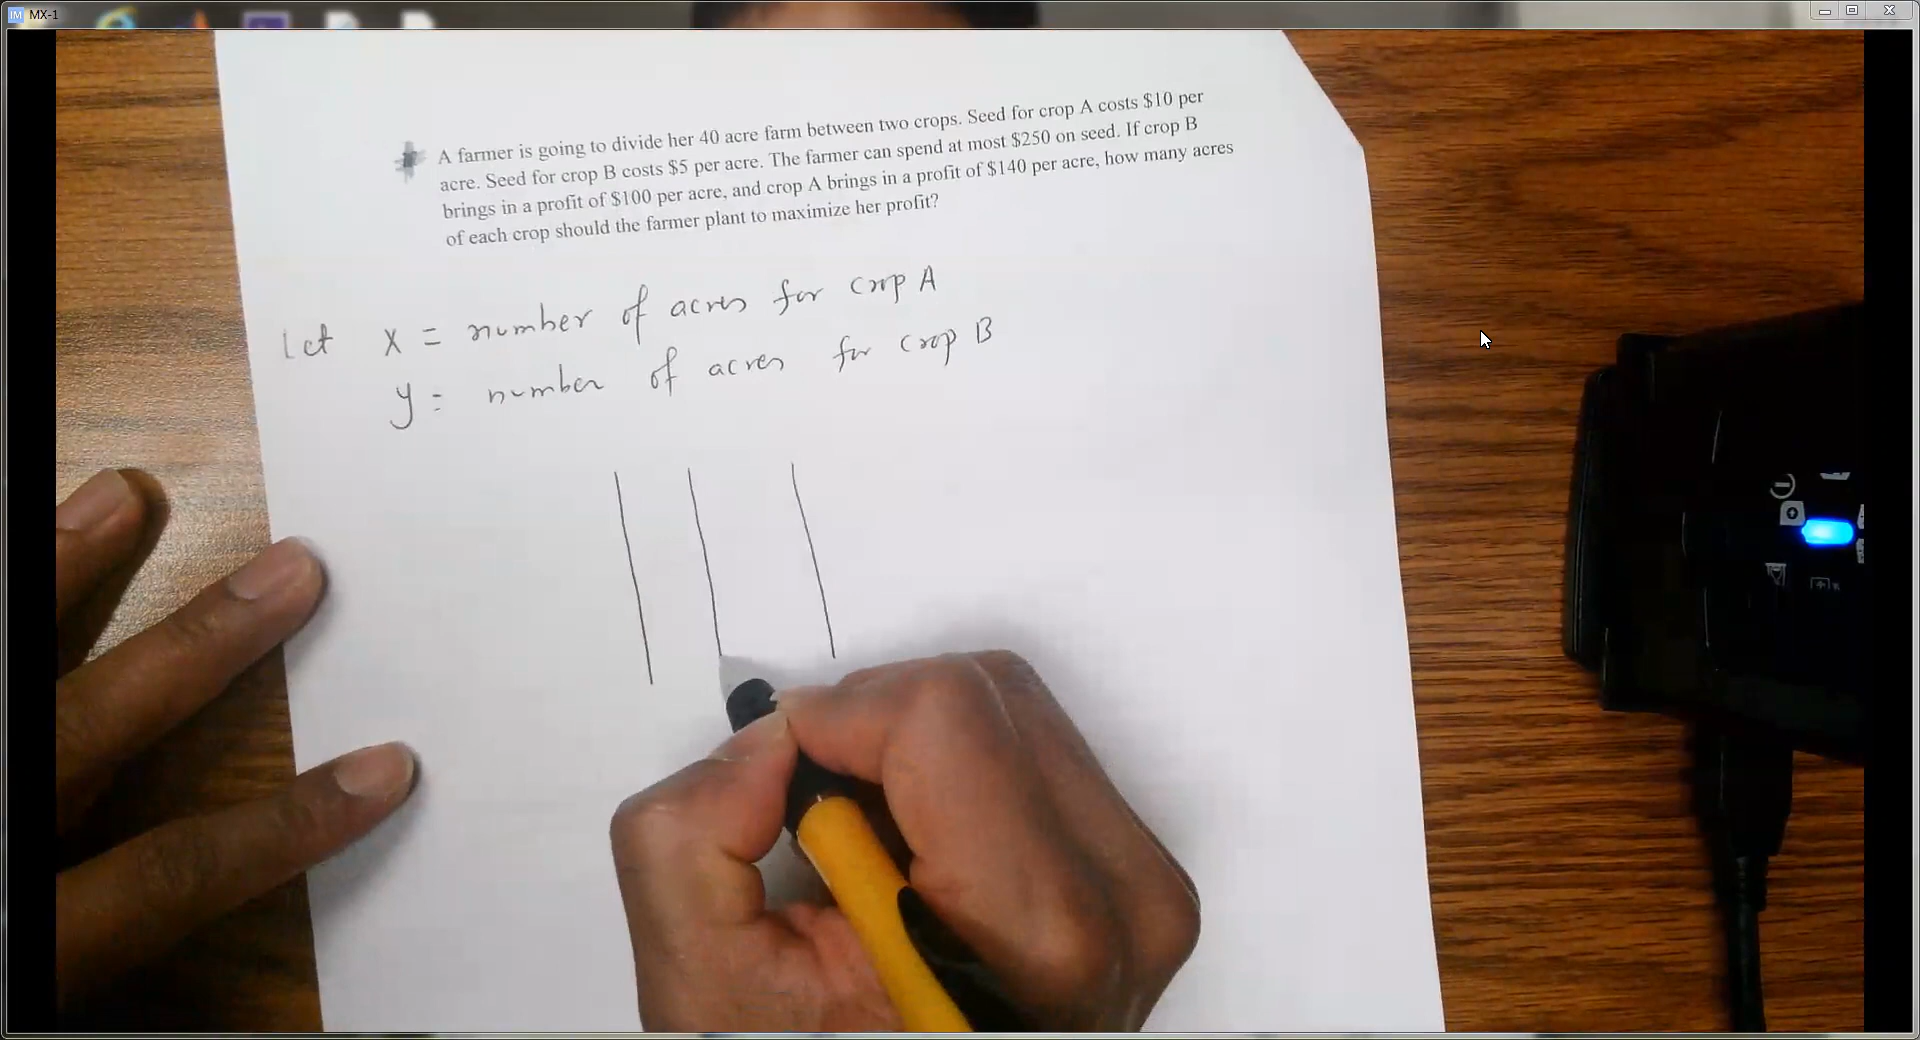 MX-1
A farmer is going to divide her 40 acre farm between two crops. Seed for crop A costs $10 per
acre. Seed for crop B costs $5 per acre. The farmer can spend at most $250 on seed. If crop B
brings in a profit of $100 per acre, and crop A brings in a profit of $140 per acre, how many acres
of each crop should the farmer plant to maximize her profit?
Let x = number of acres for crop A
y = number of acres for crop B